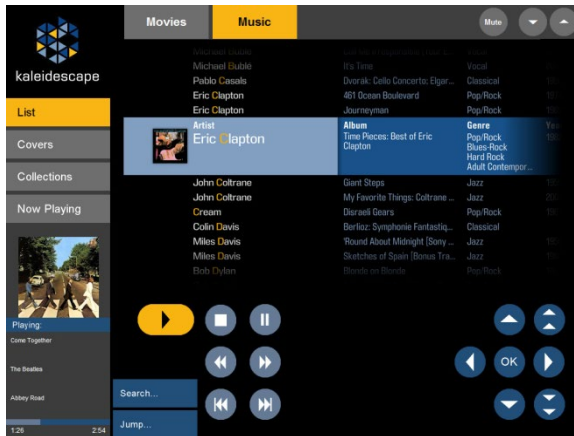 Movies
Music
Mute
kaleidescape
List
Covers
Collections
Now Playing
Michael Bublé
Michael Bublé It's Time Vocal
Pablo Casals Dvorak: Cello Concerto: Elgar... Classical
Eric Clapton 461 Ocean Boulevard Pop/Rock
Eric Clapton Journeyman Pop/Rock
Artist Album Genre
Eric Clapton Time Pieces: Best of Eric Clapton Pop/Rock
Blues-Rock
Hard Rock
Adult Contempor...
John Coltrane Giant Steps Jazz
John Coltrane My Favorite Things: Coltrane ... Jazz
Cream Disraeli Gears Pop/Rock
Colin Davis Berlioz: Symphonie Fantastiq... Classical
Miles Davis 'Round About Midnight [Sony ... Jazz
Miles Davis Sketches of Spain [Bonus Tra... Jazz
Bob Dylan Blonde on Blonde Pop/Rock
Playing:
Come Together
The Beatles
Abbey Road
1:26 2:54
Search...
Jump...
OK